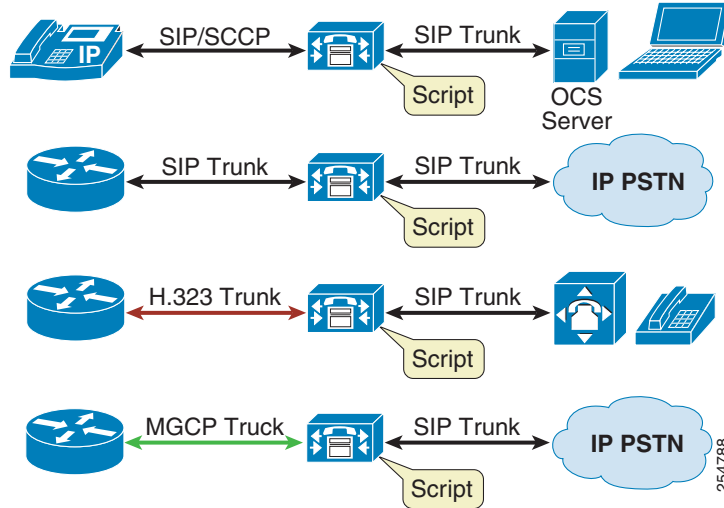 SIP/SCCP
SIP Trunk
IP
Script
OCS
Server
SIP Trunk
SIP Trunk
IP PSTN
Script
H.323 Trunk
SIP Trunk
Script
MGCP Truck
SIP Trunk
IP PSTN
Script
254788